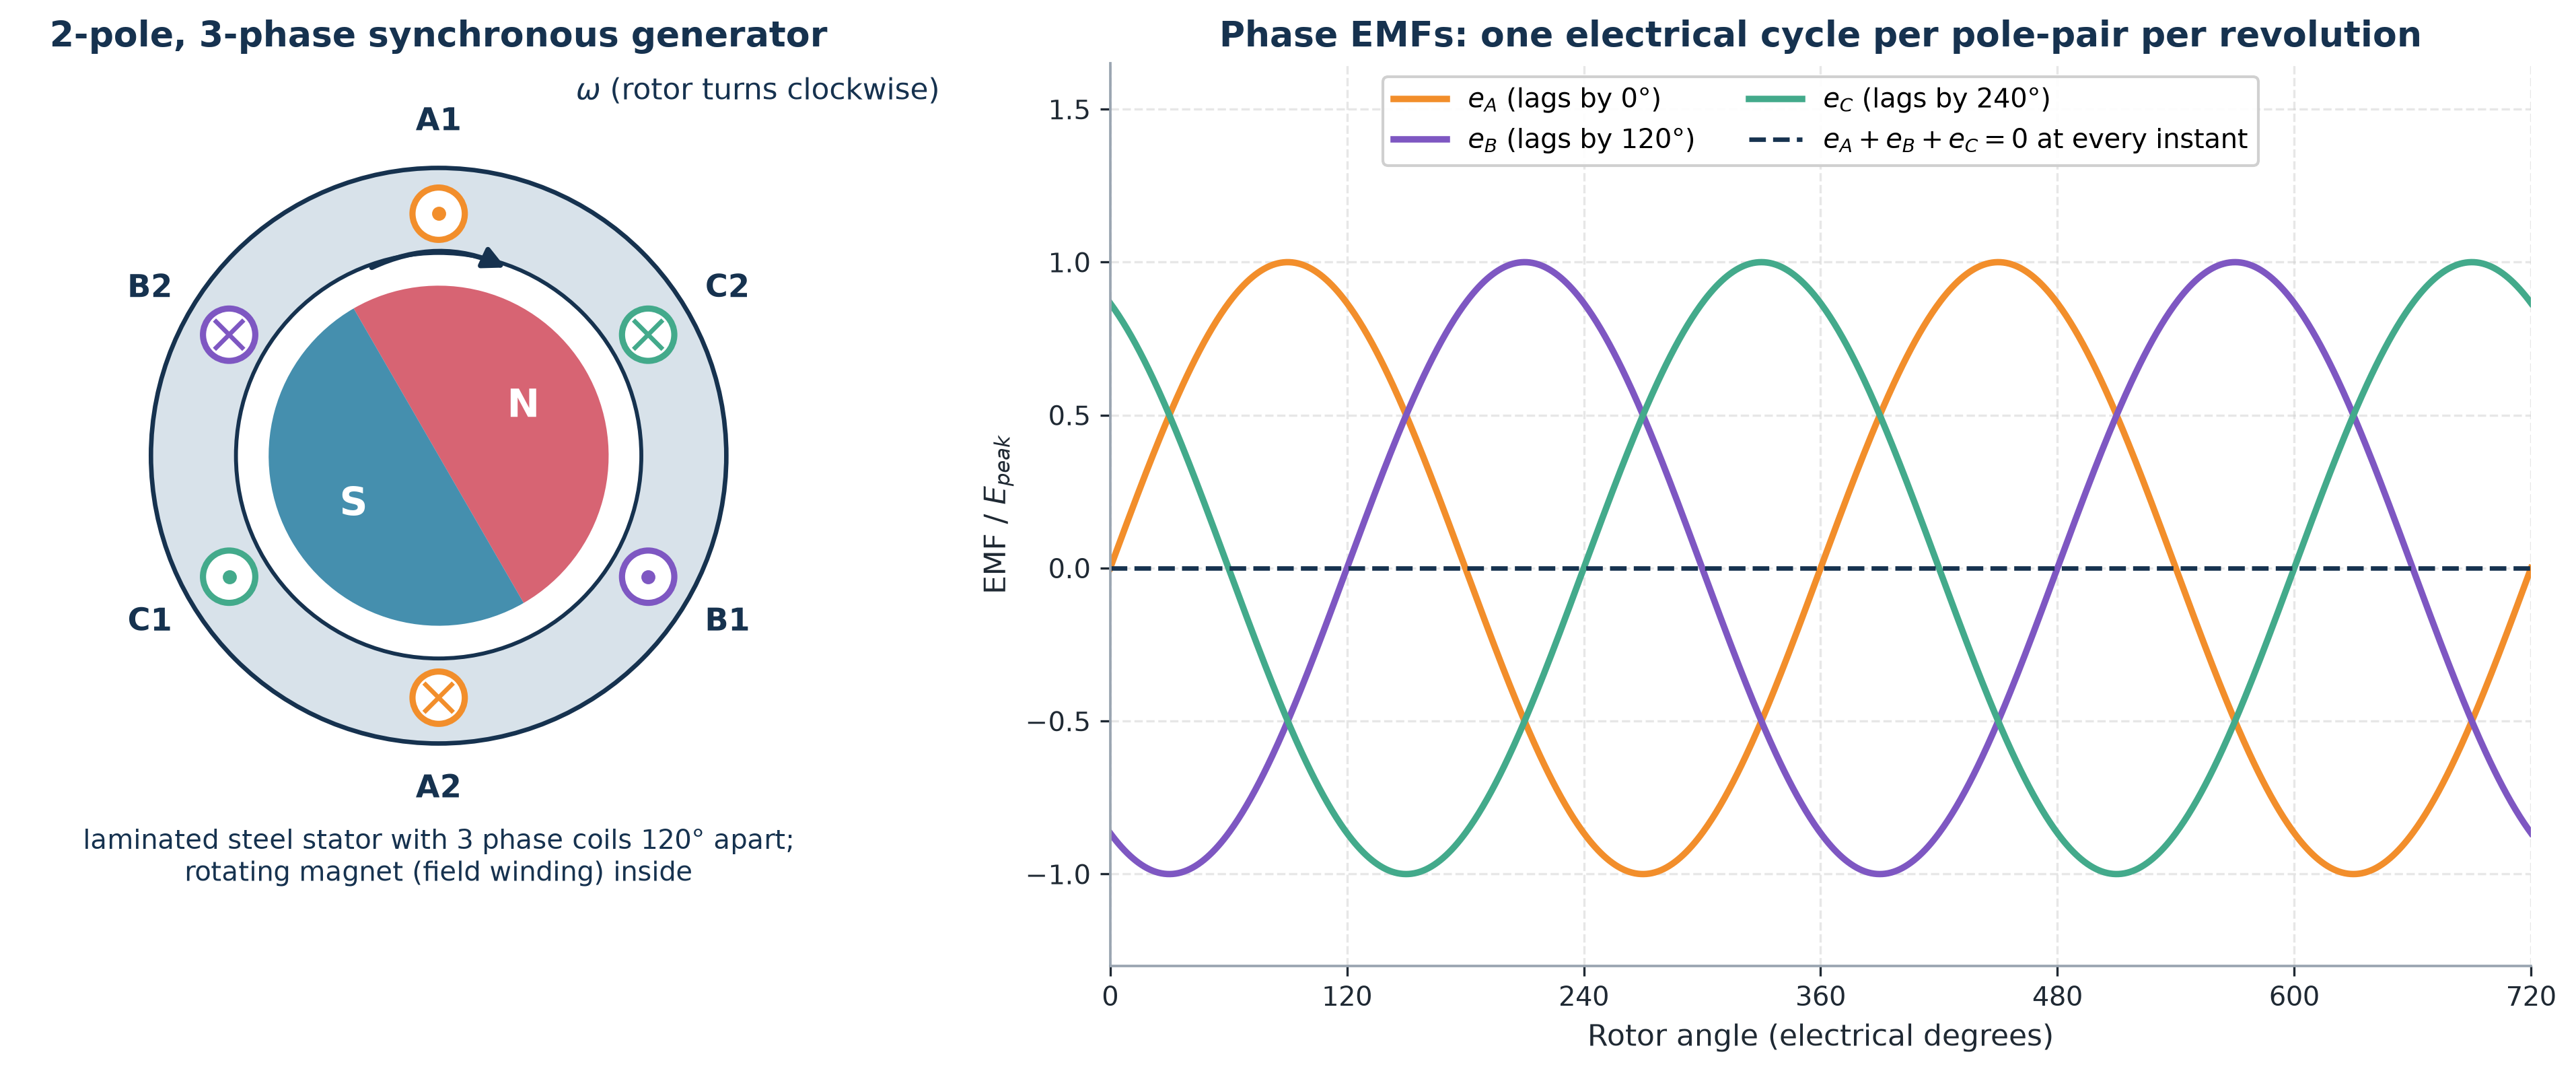 2-pole, 3-phase synchronous generator
ω (rotor turns clockwise)
A1
B2
C2
N
S
C1
B1
A2
laminated steel stator with 3 phase coils 120° apart;
rotating magnet (field winding) inside
Phase EMFs: one electrical cycle per pole-pair per revolution
e_A (lags by 0°)
e_B (lags by 120°)
e_C (lags by 240°)
e_A + e_B + e_C = 0 at every instant
EMF / E_peak
1.5
1.0
0.5
0.0
−0.5
−1.0
0 120 240 360 480 600 720
Rotor angle (electrical degrees)